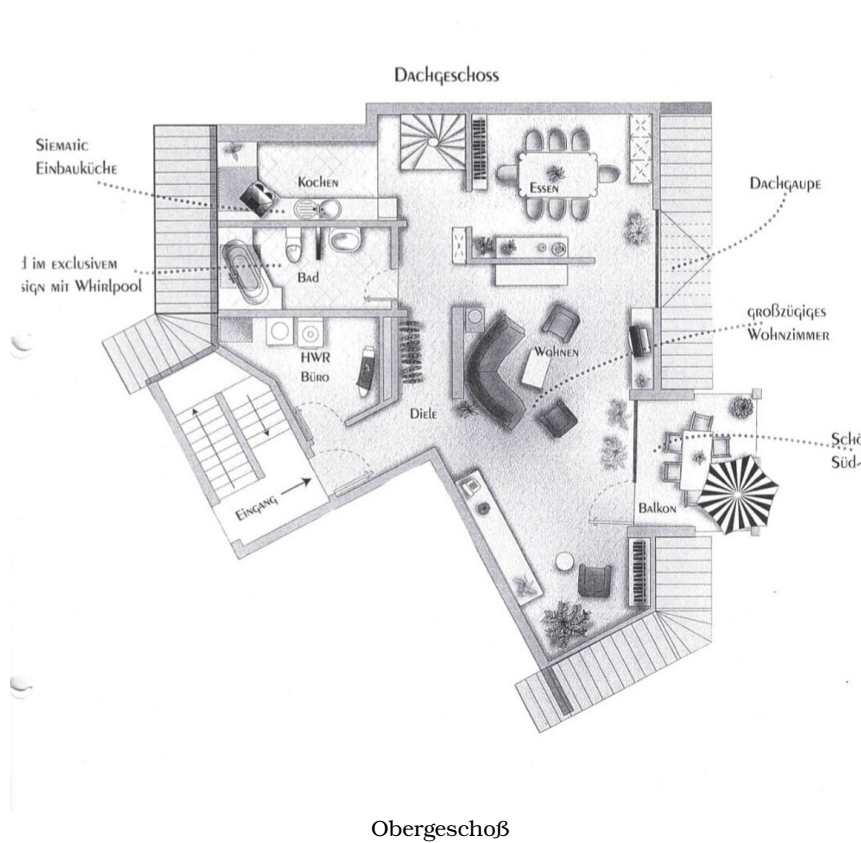 Dachgeschoss
Siematic
Einbauküche
Kochen
Essen
Dachgaupe
im exclusivem
sign mit Whirlpool
Bad
großzügiges
Wohnzimmer
Wohnen
HWR
Büro
Diele
Süd-
Balkon
Eingang
Obergeschoß